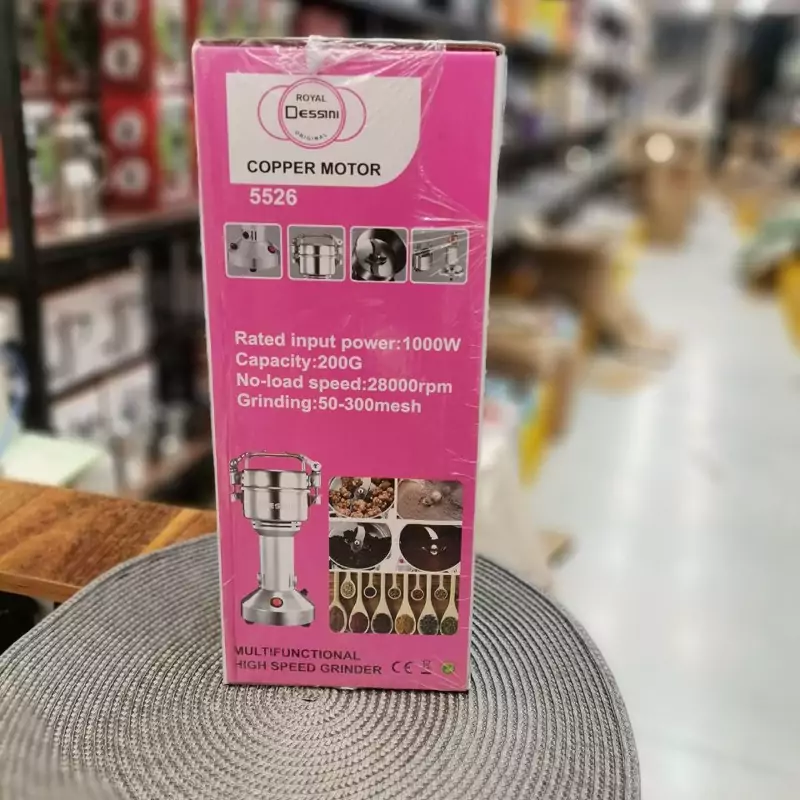 ROYAL
DESSINI
ORIGINAL
COPPER MOTOR
5526
Rated input power:1000W
Capacity:200G
No-load speed:28000rpm
Grinding:50-300mesh
MULTIFUNCTIONAL
HIGH SPEED GRINDER CE